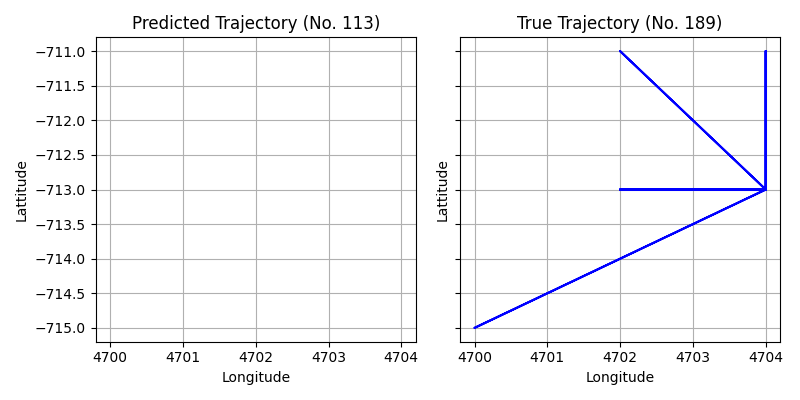 Predicted Trajectory (No. 113)
−711.0
−711.5
−712.0
−712.5
−713.0
−713.5
−714.0
−714.5
−715.0
Lattitude
4700 4701 4702 4703 4704
Longitude
True Trajectory (No. 189)
Lattitude
4700 4701 4702 4703 4704
Longitude